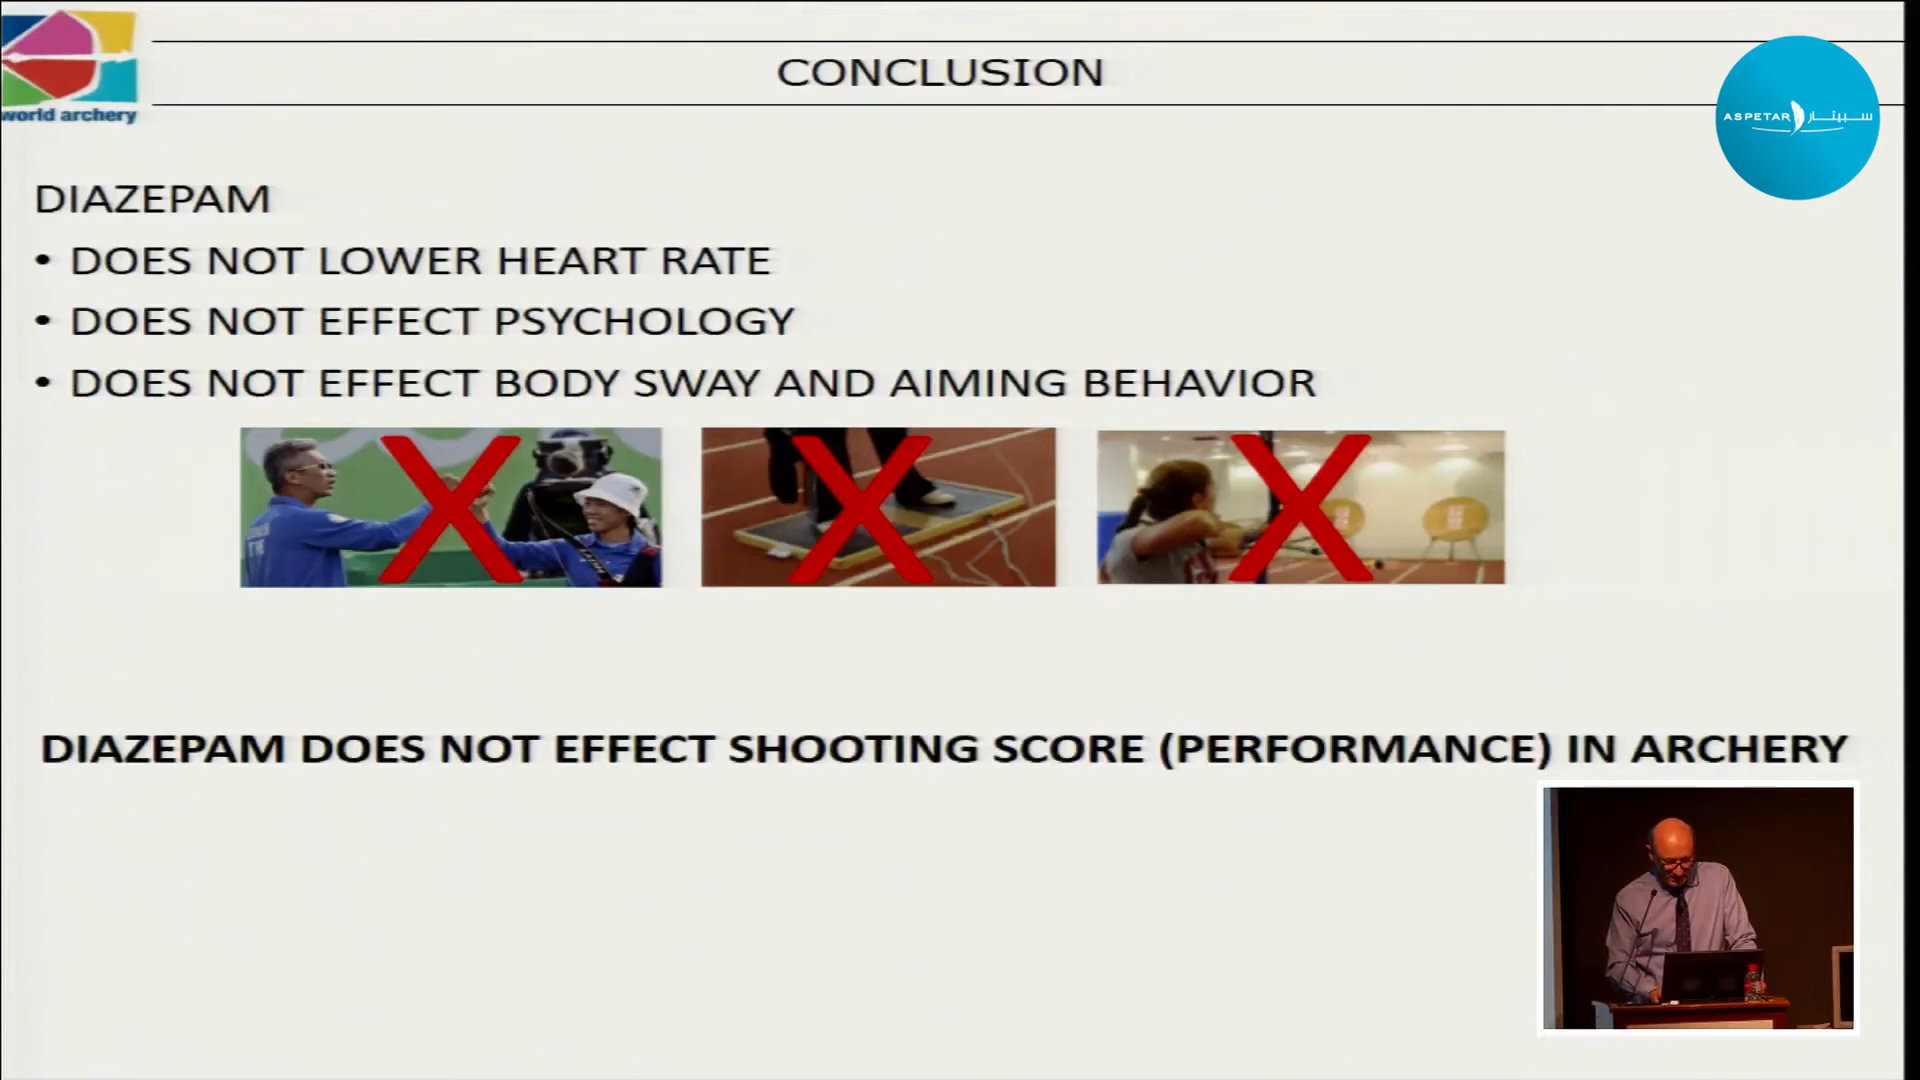 CONCLUSION
world archery
ASPETAR سبيتار
DIAZEPAM
• DOES NOT LOWER HEART RATE
• DOES NOT EFFECT PSYCHOLOGY
• DOES NOT EFFECT BODY SWAY AND AIMING BEHAVIOR
DIAZEPAM DOES NOT EFFECT SHOOTING SCORE (PERFORMANCE) IN ARCHERY